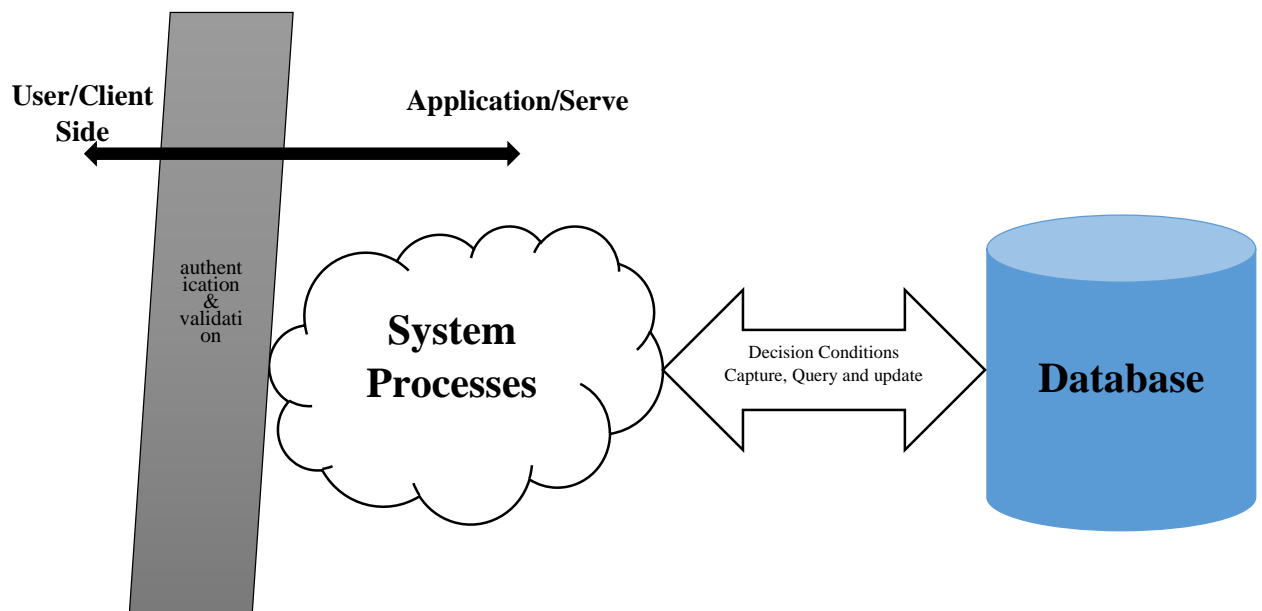 User/Client
Side
Application/Serve
authent
ication
&
validati
on
System
Processes
Decision Conditions
Capture, Query and update
Database